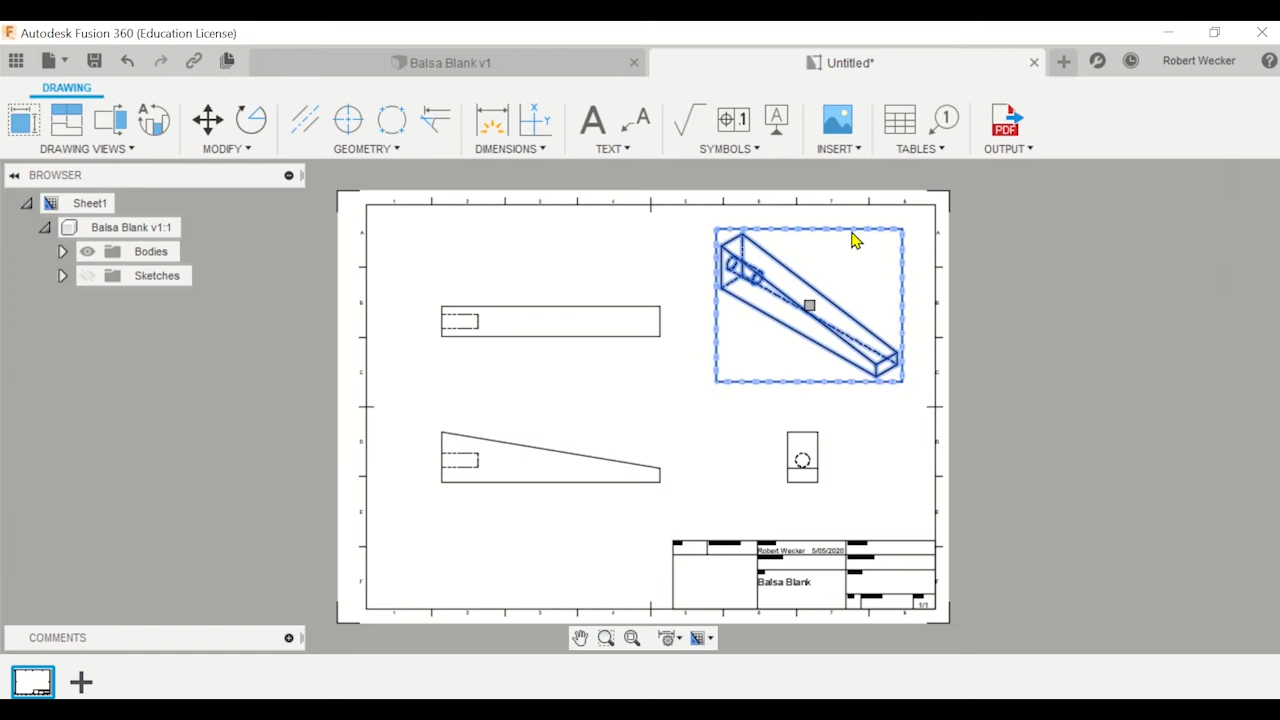 Autodesk Fusion 360 (Education License)
Balsa Blank v1
Untitled*
Robert Wecker
DRAWING
DRAWING VIEWS
MODIFY
GEOMETRY
DIMENSIONS
TEXT
SYMBOLS
INSERT
TABLES
OUTPUT
PDF
BROWSER
Sheet1
Balsa Blank v1:1
Bodies
Sketches
Robert Wecker 5/05/2020
Balsa Blank
1/1
COMMENTS